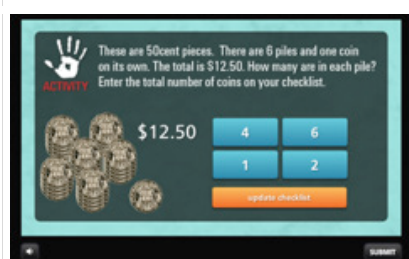 These are 50cent pieces. There are 6 piles and one coin
on its own. The total is $12.50. How many are in each pile?
Enter the total number of coins on your checklist.
ACTIVITY
$12.50
4
6
1
2
update checklist
SUBMIT